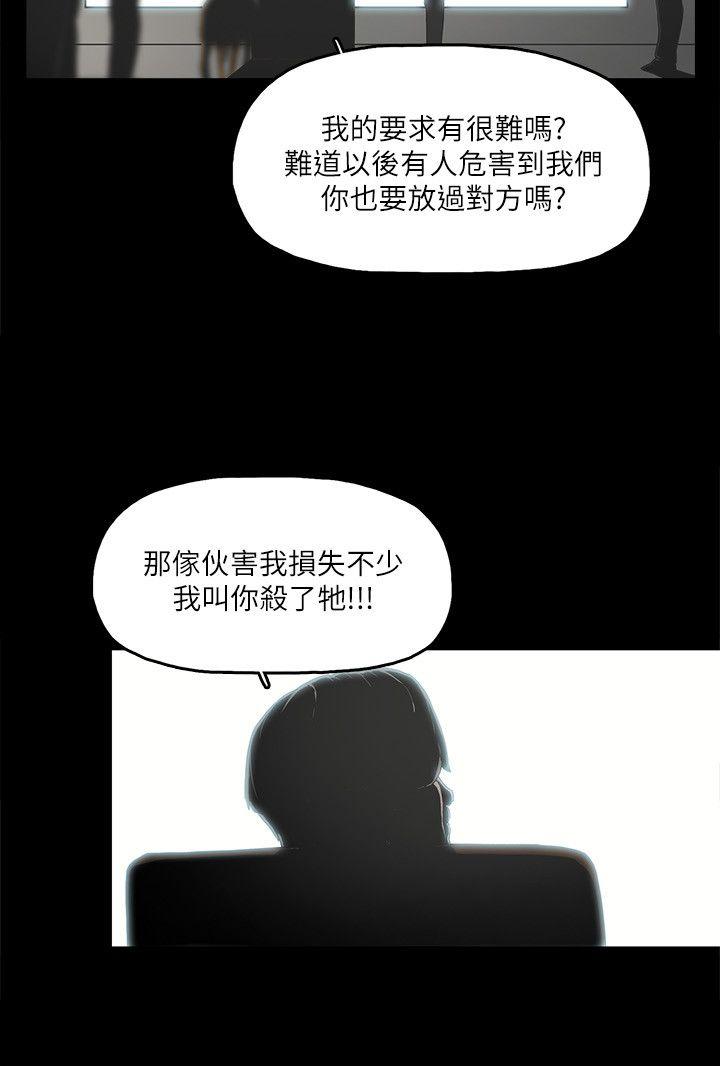 我的要求有很難嗎?
難道以後有人危害到我們
你也要放過對方嗎?
那傢伙害我損失不少
我叫你殺了牠!!!